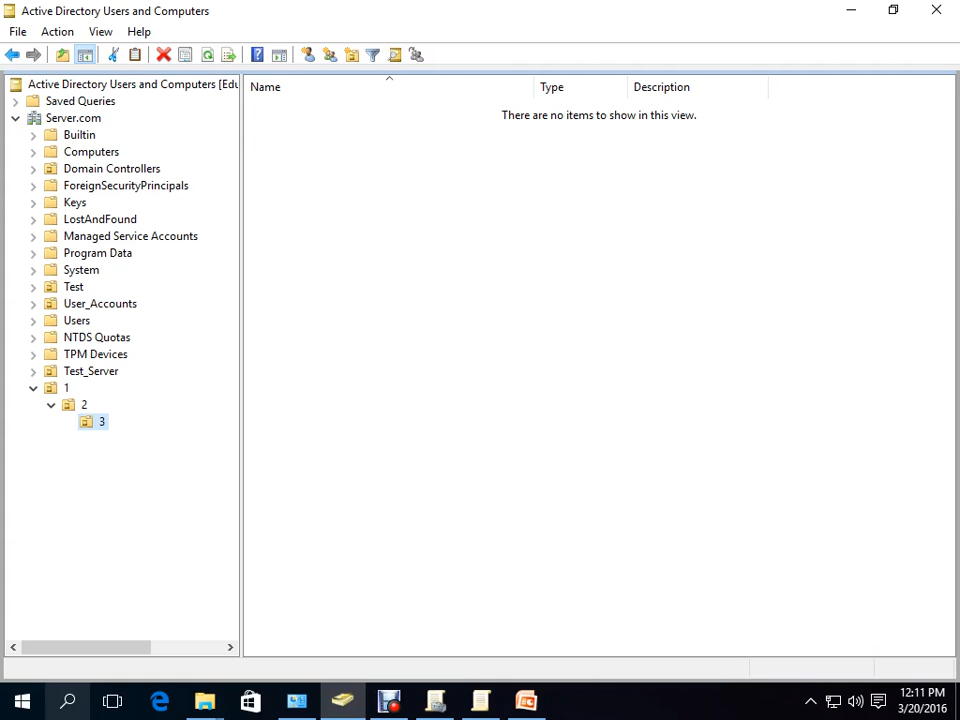 Active Directory Users and Computers
File Action View Help
Active Directory Users and Computers [Edu
Name Type Description
Saved Queries
There are no items to show in this view.
Server.com
Builtin
Computers
Domain Controllers
ForeignSecurityPrincipals
Keys
LostAndFound
Managed Service Accounts
Program Data
System
Test
User_Accounts
Users
NTDS Quotas
TPM Devices
Test_Server
1
2
3
12:11 PM
3/20/2016